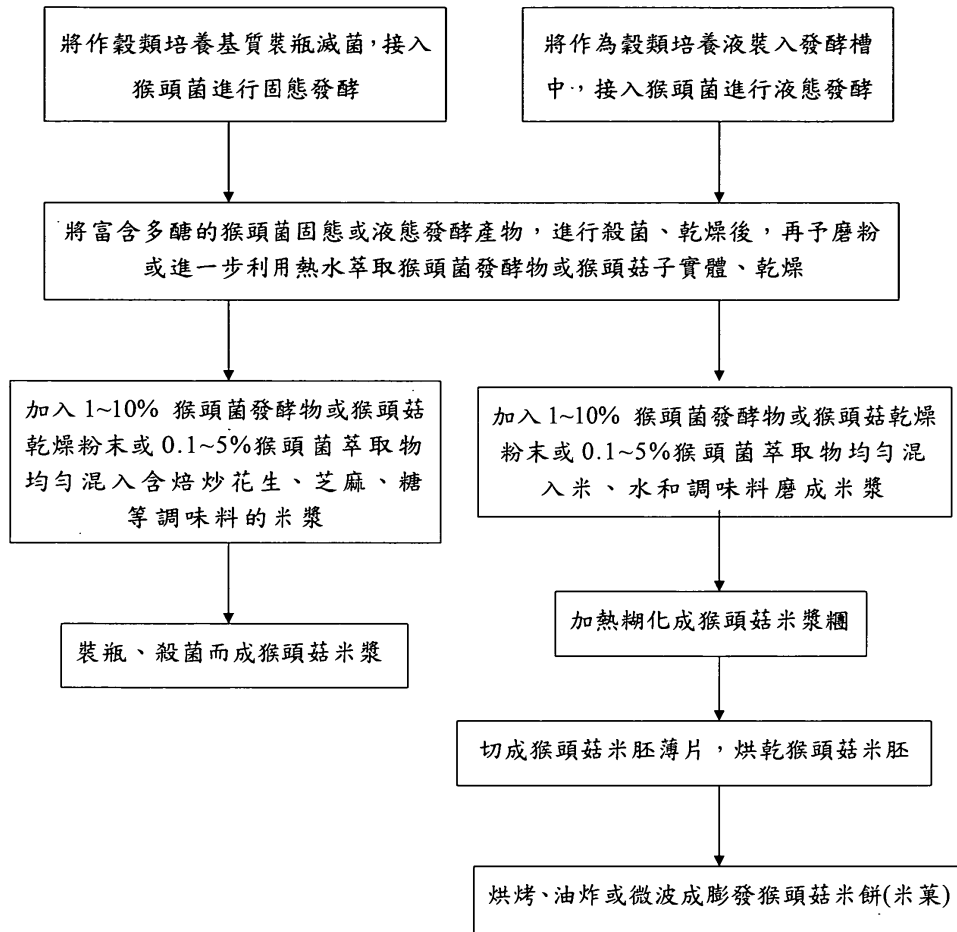 將作穀類培養基質裝瓶滅菌，接入
猴頭菌進行固態發酵
將作為穀類培養液裝入發酵槽
中，接入猴頭菌進行液態發酵
將富含多醣的猴頭菌固態或液態發酵產物，進行殺菌、乾燥後，再予磨粉
或進一步利用熱水萃取猴頭菌發酵物或猴頭菇子實體、乾燥
加入 1~10% 猴頭菌發酵物或猴頭菇
乾燥粉末或 0.1~5%猴頭菌萃取物
均勻混入含焙炒花生、芝麻、糖
等調味料的米漿
裝瓶、殺菌而成猴頭菇米漿
加入 1~10% 猴頭菌發酵物或猴頭菇乾燥
粉末或 0.1~5%猴頭菌萃取物均勻混
入米、水和調味料磨成米漿
加熱糊化成猴頭菇米漿糰
切成猴頭菇米胚薄片，烘乾猴頭菇米胚
烘烤、油炸或微波成膨發猴頭菇米餅(米菓)